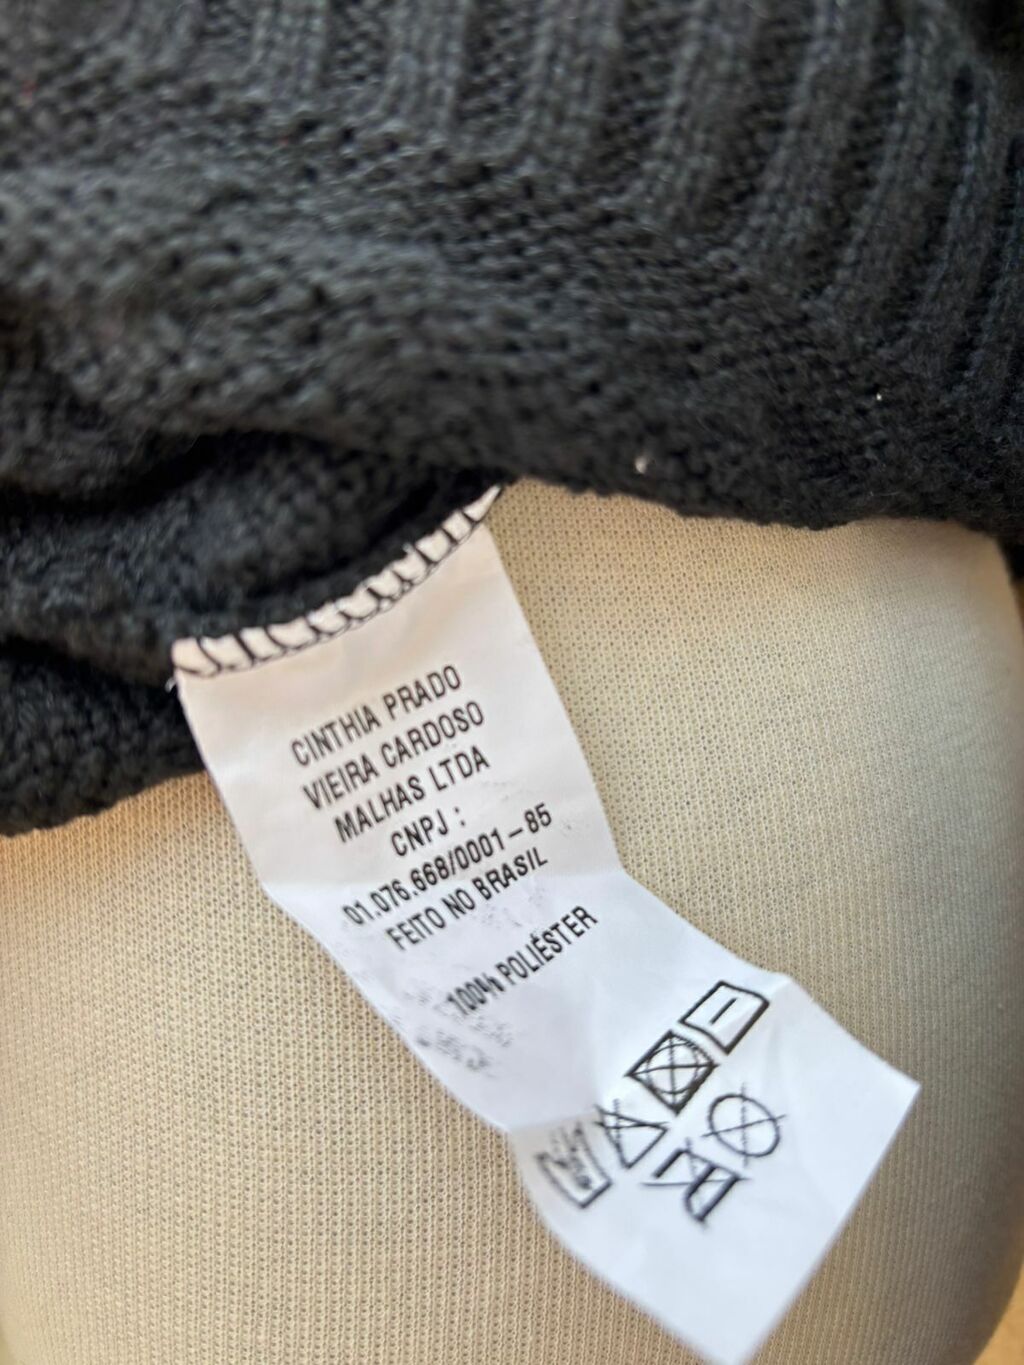 CINTHIA PRADO
VIEIRA CARDOSO
MALHAS LTDA
CNPJ :
01.076.668/0001-85
FEITO NO BRASIL
100% POLIÉSTER